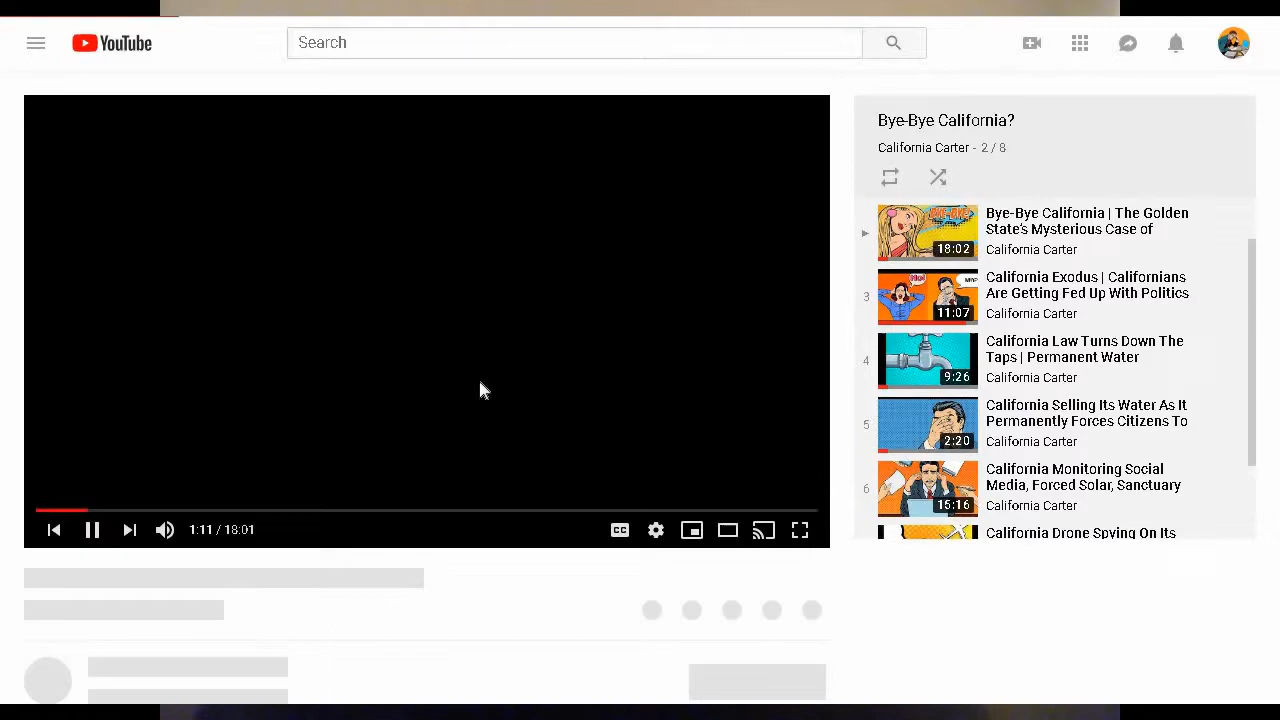 YouTube
Search
Bye-Bye California?
California Carter - 2 / 8
BYE-BYE!
18:02
Bye-Bye California | The Golden
State's Mysterious Case of
California Carter
3
11:07
California Exodus | Californians
Are Getting Fed Up With Politics
California Carter
4
9:26
California Law Turns Down The
Taps | Permanent Water
California Carter
5
2:20
California Selling Its Water As It
Permanently Forces Citizens To
California Carter
6
15:16
California Monitoring Social
Media, Forced Solar, Sanctuary
California Carter
California Drone Spying On Its
1:11 / 18:01
CC